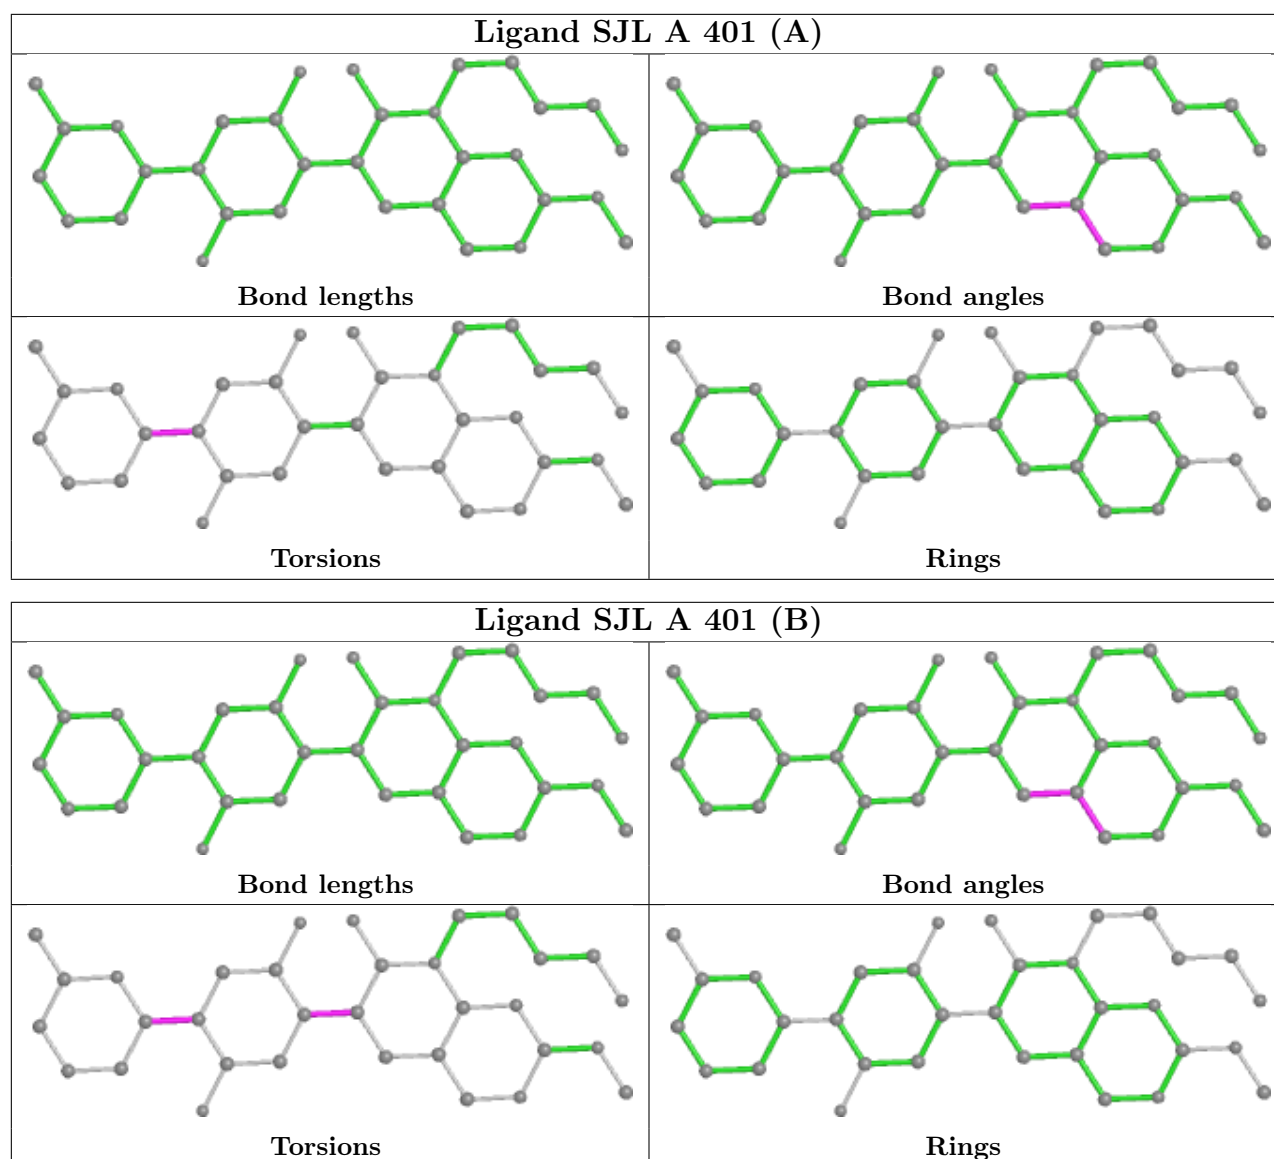 Ligand SJL A 401 (A)
Bond lengths
Bond angles
Torsions
Rings
Ligand SJL A 401 (B)
Bond lengths
Bond angles
Torsions
Rings